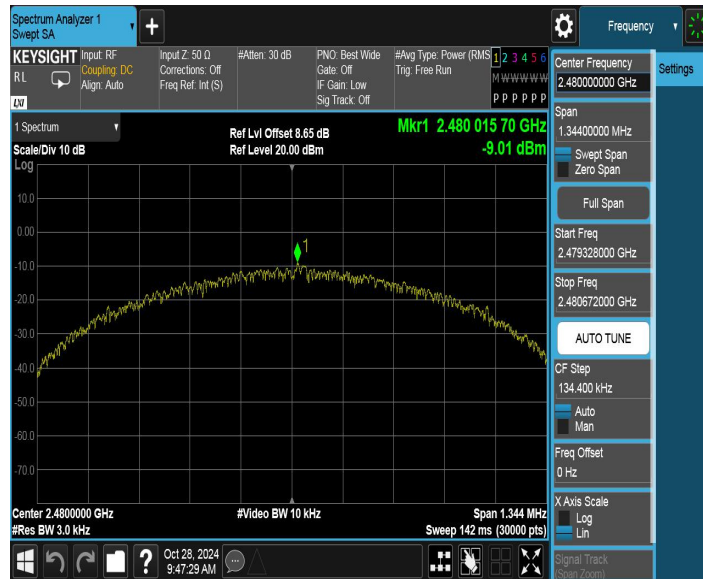 Spectrum Analyzer 1
Swept SA
+
Frequency
KEYSIGHT
RL
LXI
Input: RF
Coupling: DC
Align: Auto
Input Z: 50 Ω
Corrections: Off
Freq Ref: Int (S)
#Atten: 30 dB
PNO: Best Wide
Gate: Off
IF Gain: Low
Sig Track: Off
#Avg Type: Power (RMS
Trig: Free Run
1 2 3 4 5 6
M W W W W W
P P P P P P
1 Spectrum
Scale/Div 10 dB
Ref Lvl Offset 8.65 dB
Ref Level 20.00 dBm
Mkr1 2.480 015 70 GHz
-9.01 dBm
Log
10.0
0.00
-10.0
-20.0
-30.0
-40.0
-50.0
-60.0
-70.0
1
Center 2.4800000 GHz
#Res BW 3.0 kHz
#Video BW 10 kHz
Span 1.344 MHz
Sweep 142 ms (30000 pts)
Oct 28, 2024
9:47:29 AM
?
Center Frequency
2.480000000 GHz
Settings
Span
1.34400000 MHz
Swept Span
Zero Span
Full Span
Start Freq
2.479328000 GHz
Stop Freq
2.480672000 GHz
AUTO TUNE
CF Step
134.400 kHz
Auto
Man
Freq Offset
0 Hz
X Axis Scale
Log
Lin
Signal Track
(Span Zoom)